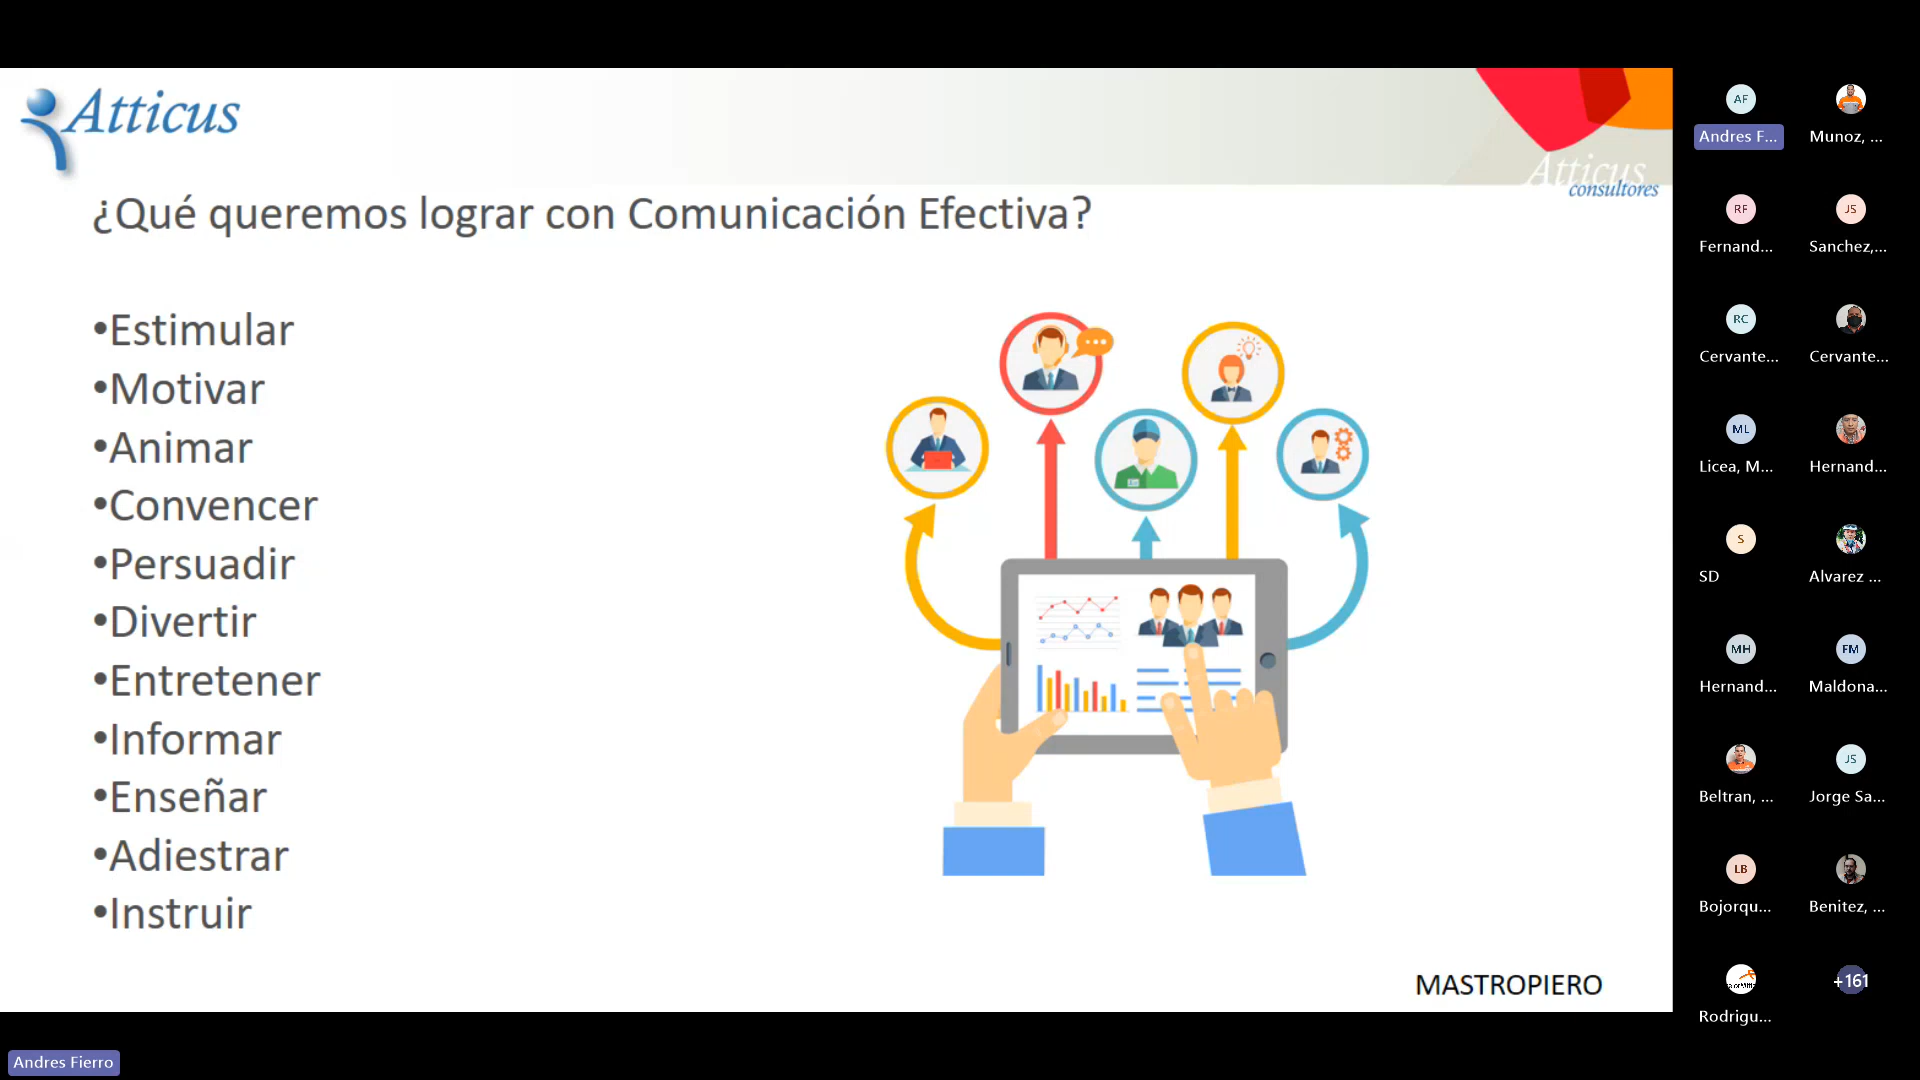 Atticus
Atticus
consultores
¿Qué queremos lograr con Comunicación Efectiva?
•Estimular
•Motivar
•Animar
•Convencer
•Persuadir
•Divertir
•Entretener
•Informar
•Enseñar
•Adiestrar
•Instruir
MASTROPIERO
Andres Fierro
AF
Andres F...
Munoz, ...
RF
Fernand...
JS
Sanchez,...
RC
Cervante...
Cervante...
ML
Licea, M...
Hernand...
S
SD
Alvarez ...
MH
Hernand...
FM
Maldona...
Beltran, ...
JS
Jorge Sa...
LB
Bojorqu...
Benitez, ...
Rodrigu...
+161